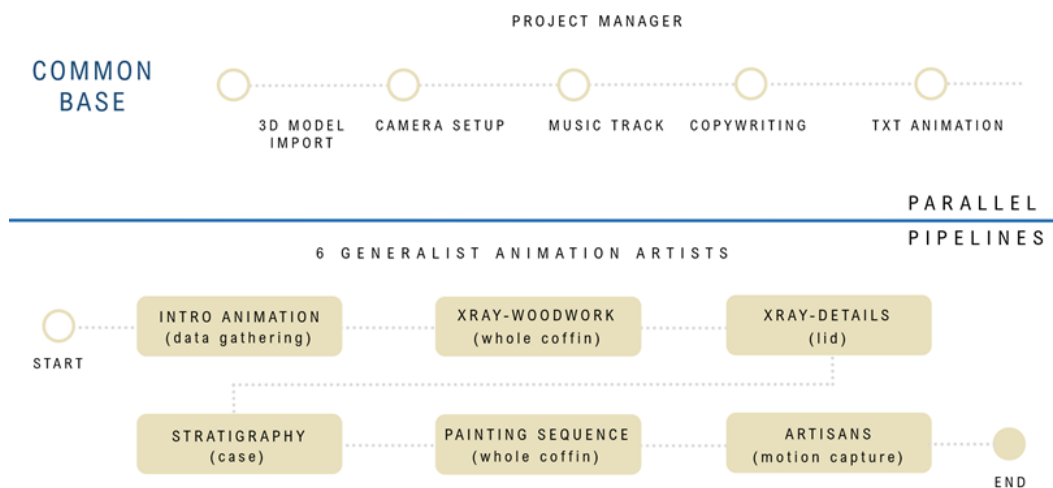 PROJECT MANAGER
COMMON
BASE
3D MODEL
IMPORT
CAMERA SETUP
MUSIC TRACK
COPYWRITING
TXT ANIMATION
PARALLEL
PIPELINES
6 GENERALIST ANIMATION ARTISTS
START
INTRO ANIMATION
(data gathering)
XRAY-WOODWORK
(whole coffin)
XRAY-DETAILS
(lid)
STRATIGRAPHY
(case)
PAINTING SEQUENCE
(whole coffin)
ARTISANS
(motion capture)
END